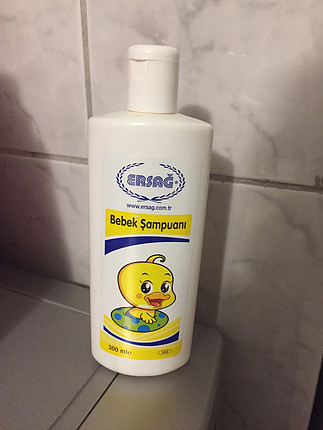 ERSAĞ
www.ersag.com.tr
Bebek Şampuanı
300 ml℮